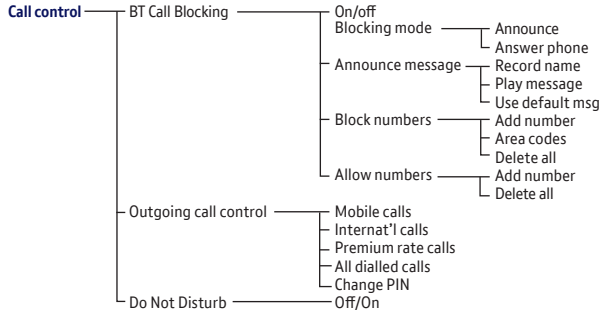 Call control BT Call Blocking On/off
Blocking mode Announce
Answer phone
Announce message Record name
Play message
Use default msg
Block numbers Add number
Area codes
Delete all
Allow numbers Add number
Delete all
Outgoing call control Mobile calls
Internat'l calls
Premium rate calls
All dialled calls
Change PIN
Do Not Disturb Off/On